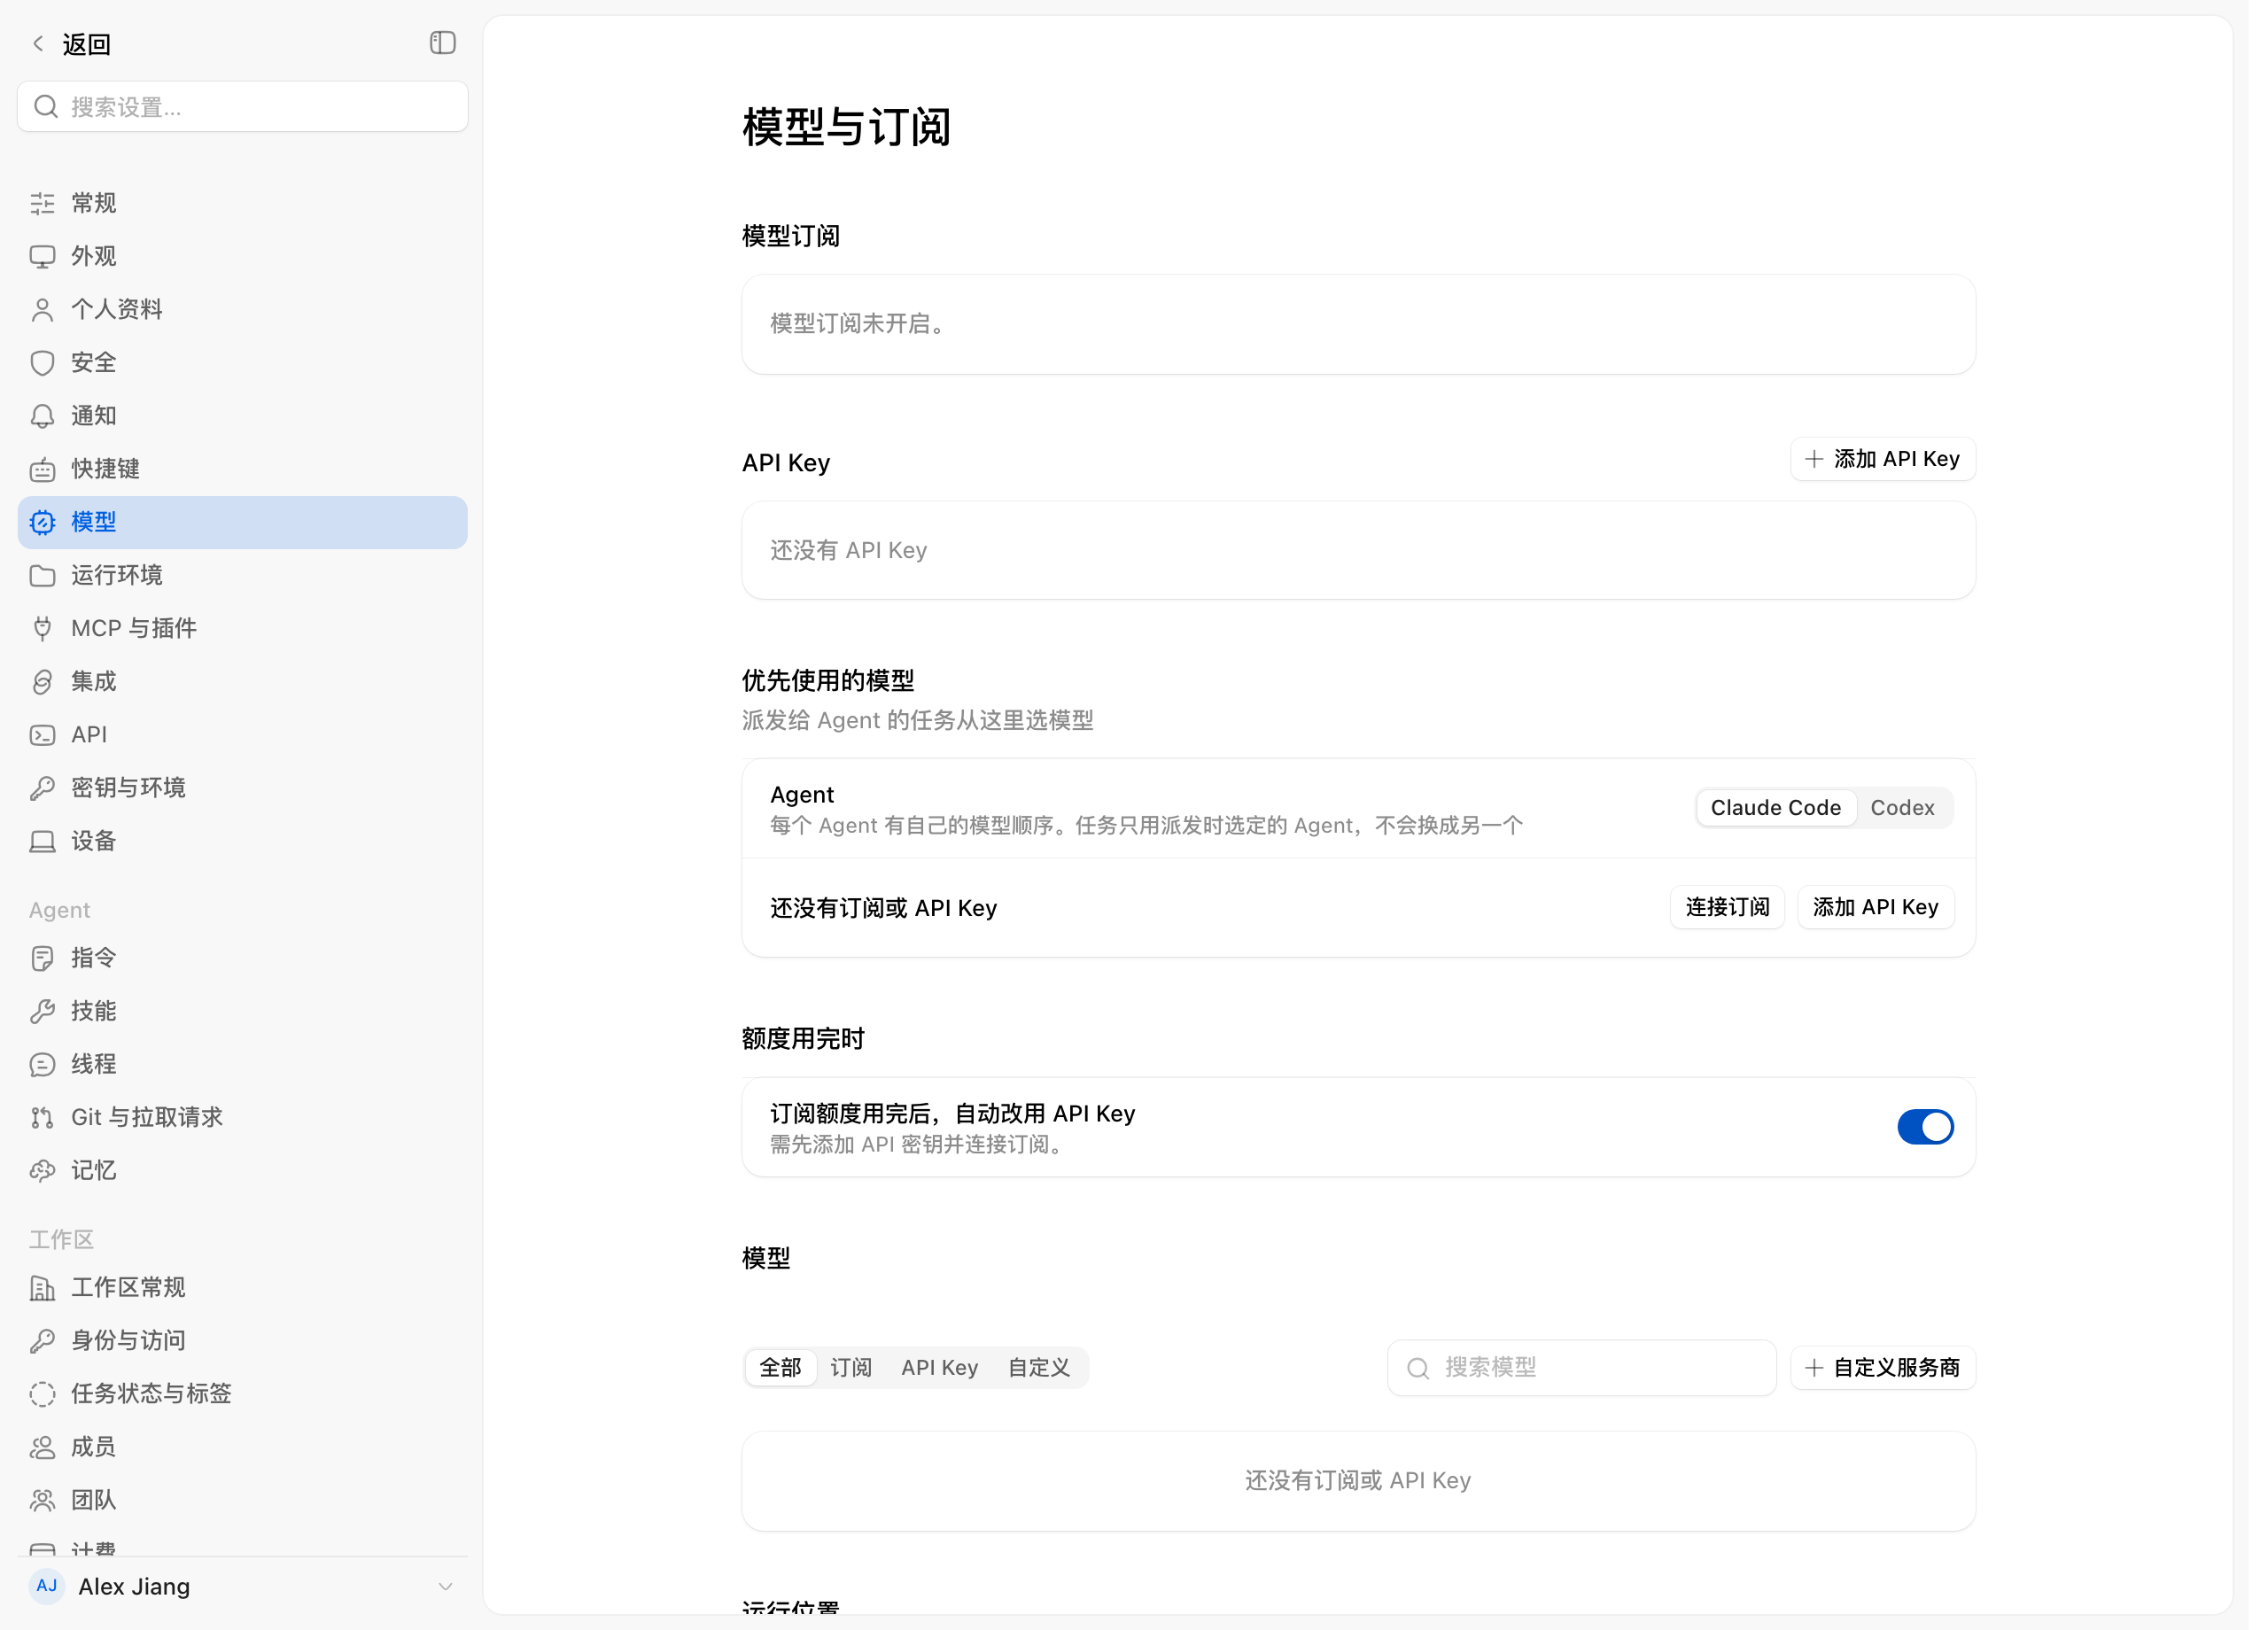 返回
搜索设置...
常规
外观
个人资料
安全
通知
快捷键
模型
运行环境
MCP 与插件
集成
API
密钥与环境
设备
Agent
指令
技能
线程
Git 与拉取请求
记忆
工作区
工作区常规
身份与访问
任务状态与标签
成员
团队
计费
AJ Alex Jiang
模型与订阅
模型订阅
模型订阅未开启。
API Key
添加 API Key
还没有 API Key
优先使用的模型
派发给 Agent 的任务从这里选模型
Agent
每个 Agent 有自己的模型顺序。任务只用派发时选定的 Agent，不会换成另一个
Claude Code Codex
还没有订阅或 API Key
连接订阅 添加 API Key
额度用完时
订阅额度用完后，自动改用 API Key
需先添加 API 密钥并连接订阅。
模型
全部 订阅 API Key 自定义
搜索模型
自定义服务商
还没有订阅或 API Key
运行位置